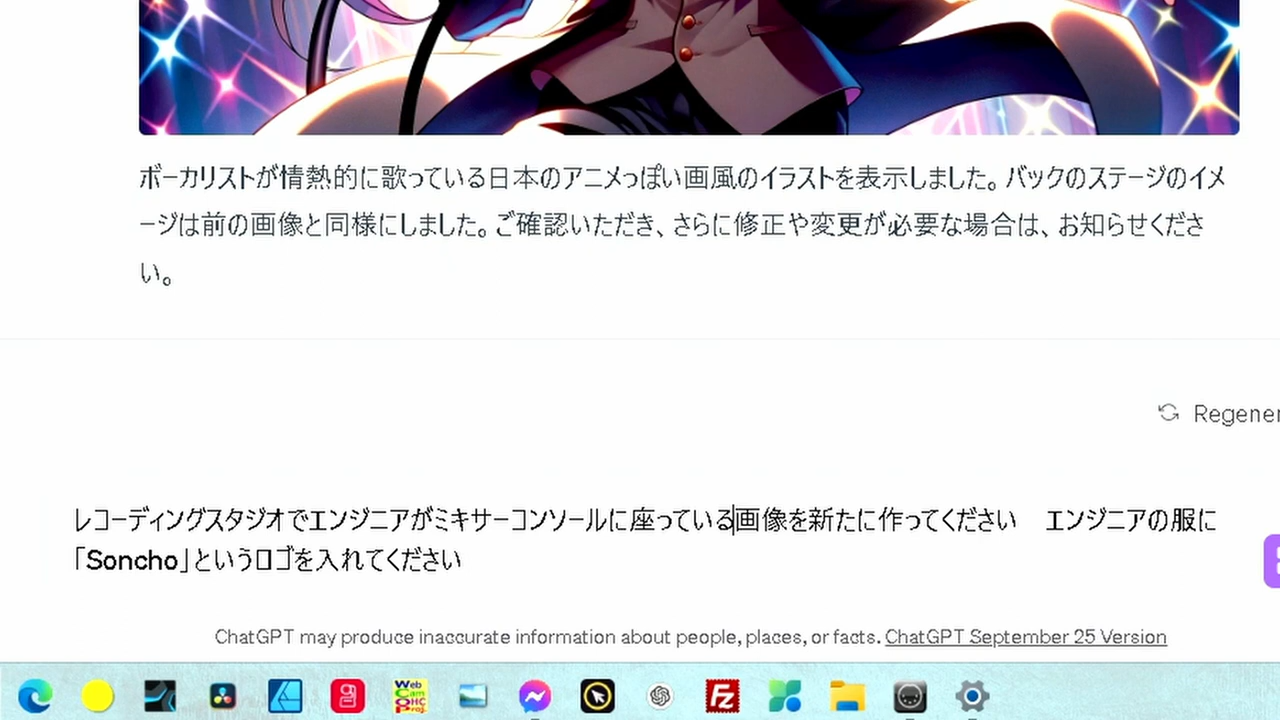 ボーカリストが情熱的に歌っている日本のアニメっぽい画風のイラストを表示しました。バックのステージのイメ
ージは前の画像と同様にしました。ご確認いただき、さらに修正や変更が必要な場合は、お知らせくださ
い。
Regener
レコーディングスタジオでエンジニアがミキサーコンソールに座っている画像を新たに作ってください　エンジニアの服に
「Soncho」というロゴを入れてください
ChatGPT may produce inaccurate information about people, places, or facts. ChatGPT September 25 Version
Web
Cam
Proj.
FZ